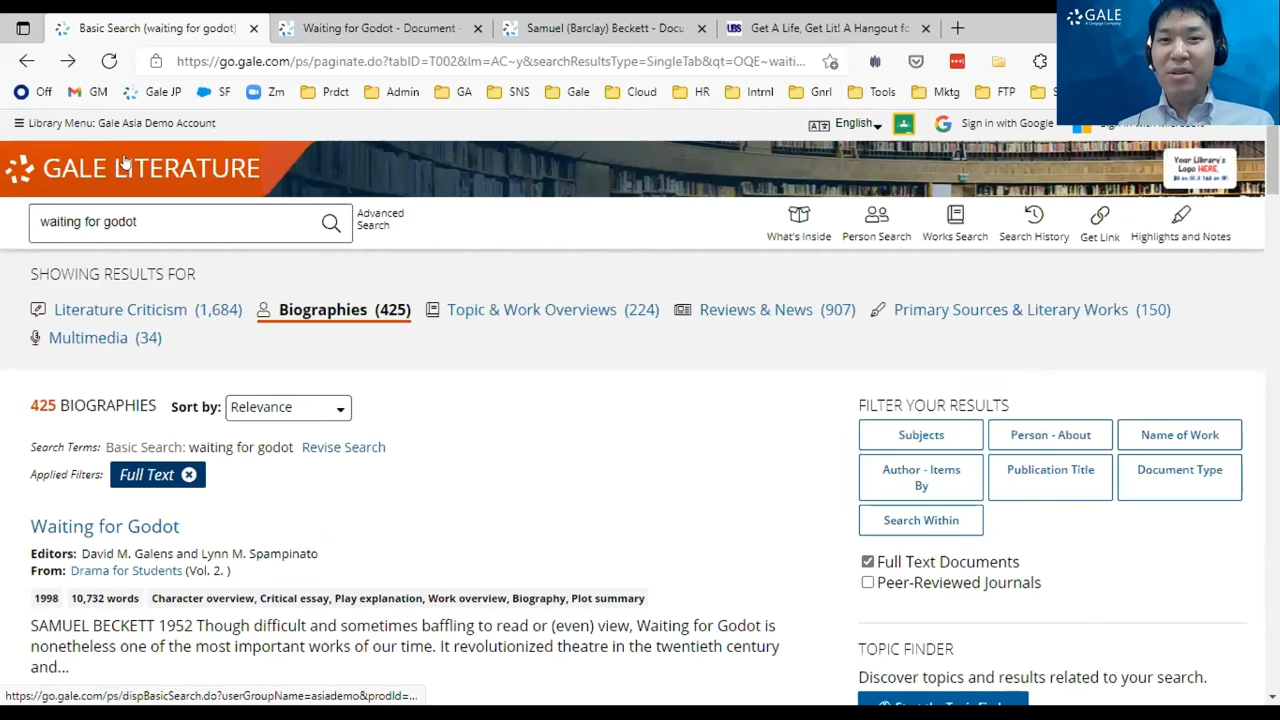 Basic Search (waiting for godot)
Waiting for Godot - Document -
Samuel (Barclay) Beckett - Docu
Get A Life, Get Lit! A Hangout fo
GALE
https://go.gale.com/ps/paginate.do?tabID=T002&lm=AC~y&searchResultsType=SingleTab&qt=OQE~waiti...
Off GM Gale JP SF Zm Prdct Admin GA SNS Gale Cloud HR Intrnl Gnrl Tools Mktg FTP
Library Menu: Gale Asia Demo Account
English
Sign in with Google
GALE LITERATURE
Your Library's
Logo HERE.
waiting for godot
Advanced
Search
What's Inside Person Search Works Search Search History Get Link Highlights and Notes
SHOWING RESULTS FOR
Literature Criticism (1,684) Biographies (425) Topic & Work Overviews (224) Reviews & News (907) Primary Sources & Literary Works (150)
Multimedia (34)
425 BIOGRAPHIES Sort by: Relevance
Search Terms: Basic Search: waiting for godot Revise Search
Applied Filters: Full Text
Waiting for Godot
Editors: David M. Galens and Lynn M. Spampinato
From: Drama for Students (Vol. 2. )
1998 10,732 words Character overview, Critical essay, Play explanation, Work overview, Biography, Plot summary
SAMUEL BECKETT 1952 Though difficult and sometimes baffling to read or (even) view, Waiting for Godot is
nonetheless one of the most important works of our time. It revolutionized theatre in the twentieth century
and...
https://go.gale.com/ps/dispBasicSearch.do?userGroupName=asiademo&prodId=...
FILTER YOUR RESULTS
Subjects
Person - About
Name of Work
Author - Items
By
Publication Title
Document Type
Search Within
Full Text Documents
Peer-Reviewed Journals
TOPIC FINDER
Discover topics and results related to your search.